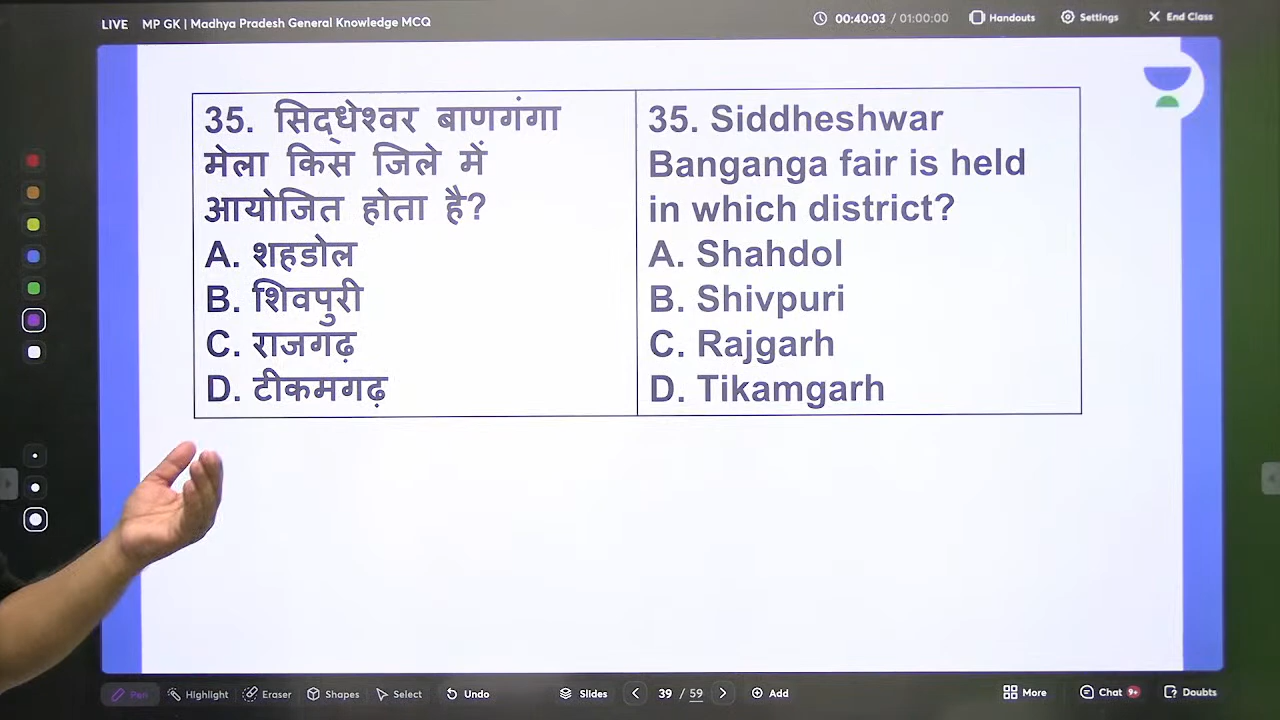 LIVE MP GK | Madhya Pradesh General Knowledge MCQ
00:40:03 / 01:00:00 Handouts Settings End Class
35. सिद्धेश्वर बाणगंगा
मेला किस जिले में
आयोजित होता है?
A. शहडोल
B. शिवपुरी
C. राजगढ़
D. टीकमगढ़
35. Siddheshwar
Banganga fair is held
in which district?
A. Shahdol
B. Shivpuri
C. Rajgarh
D. Tikamgarh
Pen Highlight Eraser Shapes Select Undo Slides 39 / 59 Add More Chat 9+ Doubts